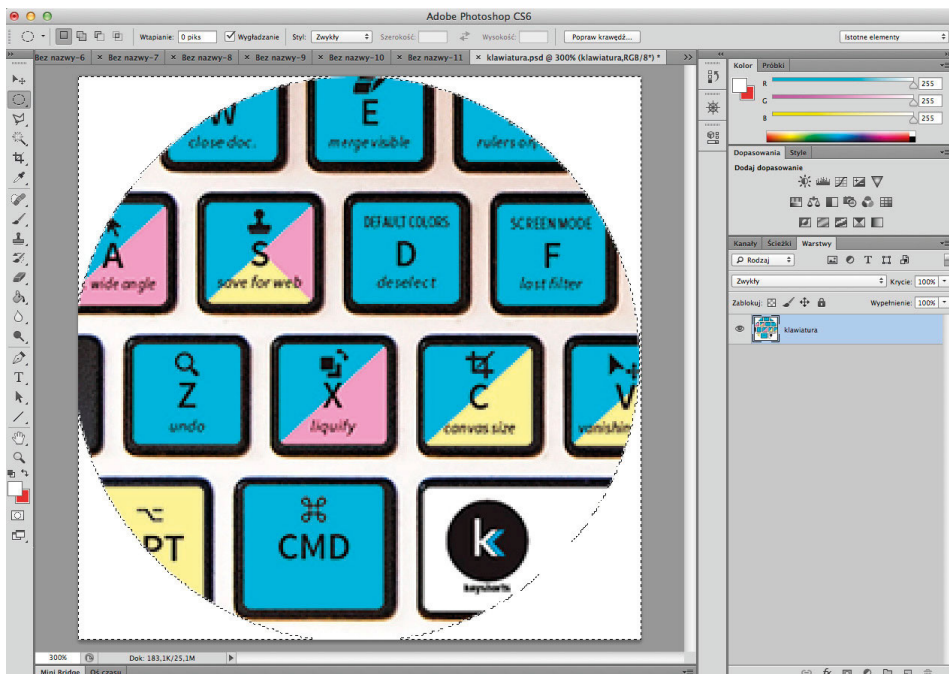 Adobe Photoshop CS6
Wtapianie: 0 piks Wygładzanie Styl: Zwykły Szerokość: Wysokość: Popraw krawędź... Istotne elementy
Bez nazwy-6 × Bez nazwy-7 × Bez nazwy-8 × Bez nazwy-9 × Bez nazwy-10 × Bez nazwy-11 × klawiatura.psd @ 300% (klawiatura,RGB/8*) *
W E
close doc. merge visible rulers on
DEFAULT COLORS SCREEN MODE
A S D F
wide angle save for web deselect last filter
Z X C V
undo liquify canvas size vanishin
OPT CMD k
keyshorts
300% Dok: 183,1K/25,1M
Mini Bridge Oś czasu
Kolor Próbki
R 255
G 255
B 255
Dopasowania Style
Dodaj dopasowanie
Kanały Ścieżki Warstwy
Rodzaj
Zwykły Krycie: 100%
Zablokuj: Wypełnienie: 100%
klawiatura